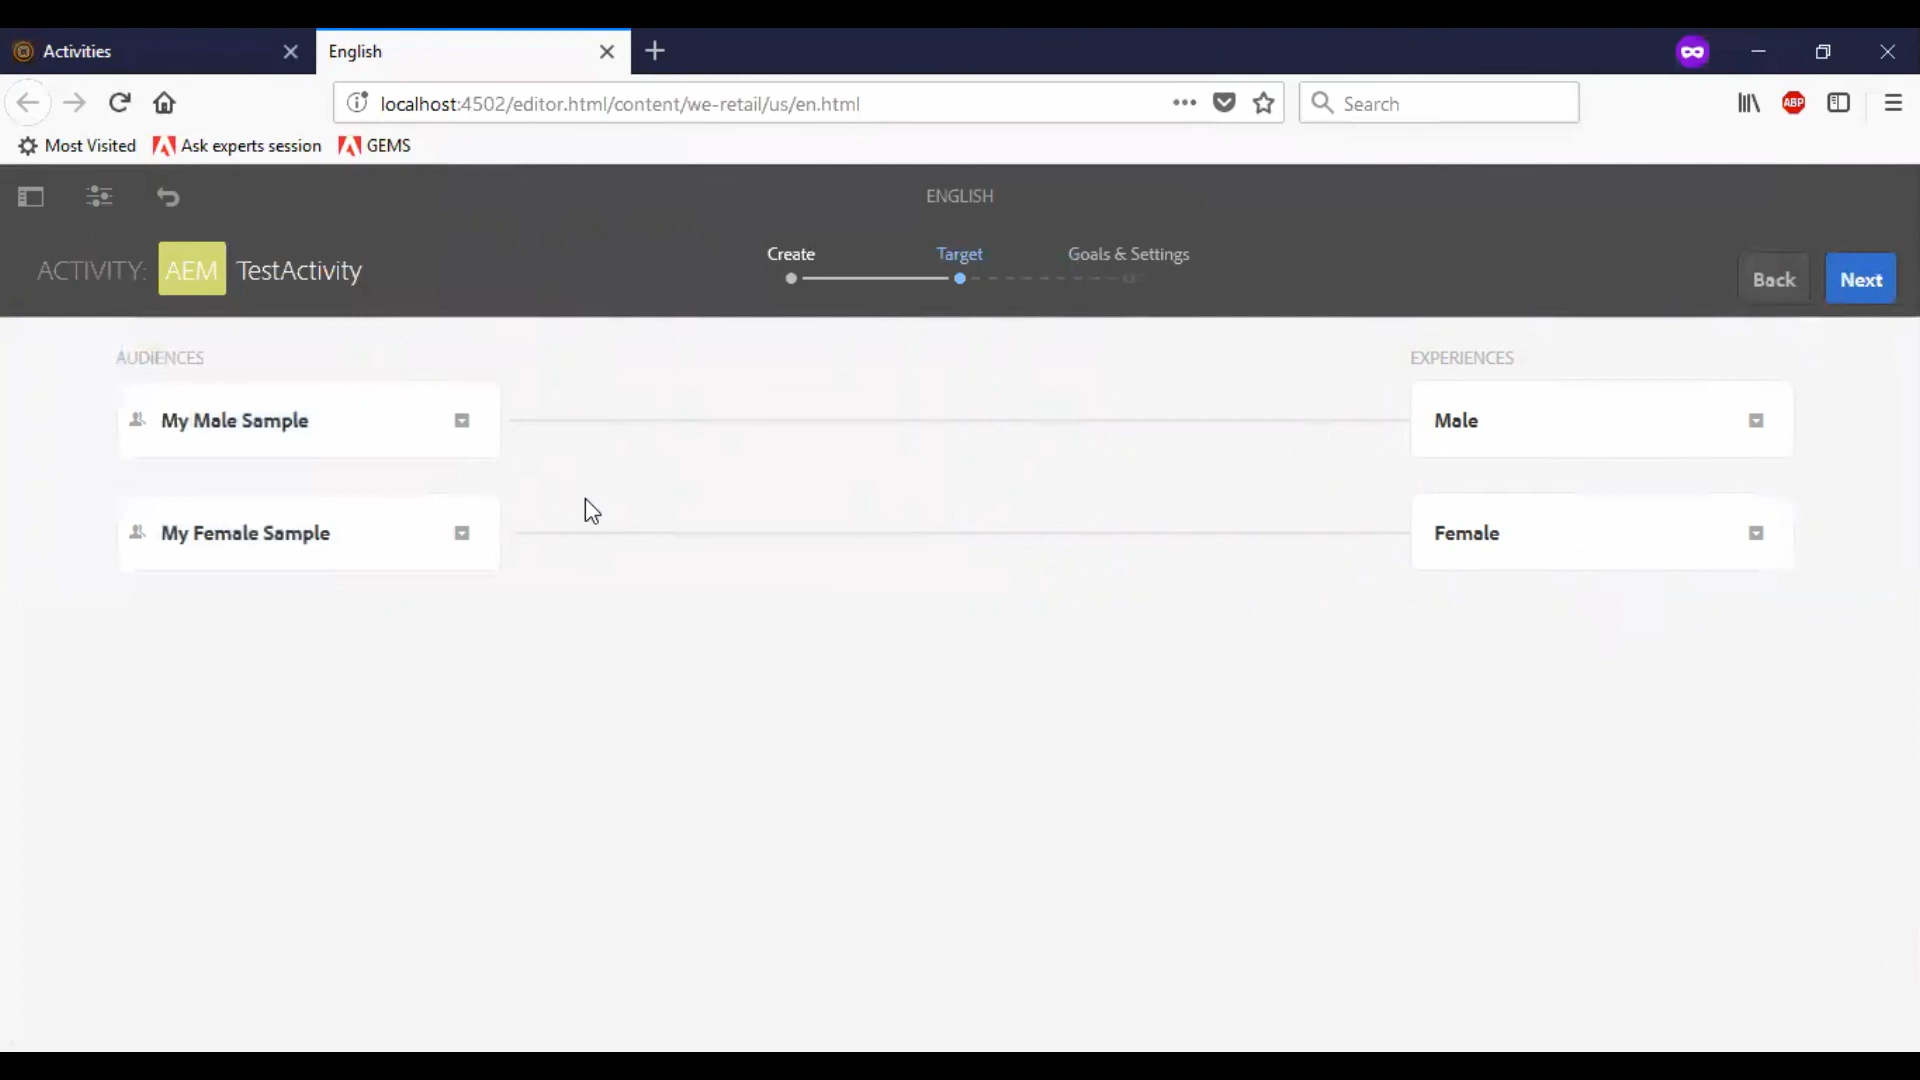 Activities
English
localhost:4502/editor.html/content/we-retail/us/en.html
Search
ABP
Most Visited
Ask experts session
GEMS
ENGLISH
ACTIVITY: AEM TestActivity
Create
Target
Goals & Settings
Back
Next
AUDIENCES
EXPERIENCES
My Male Sample
Male
My Female Sample
Female